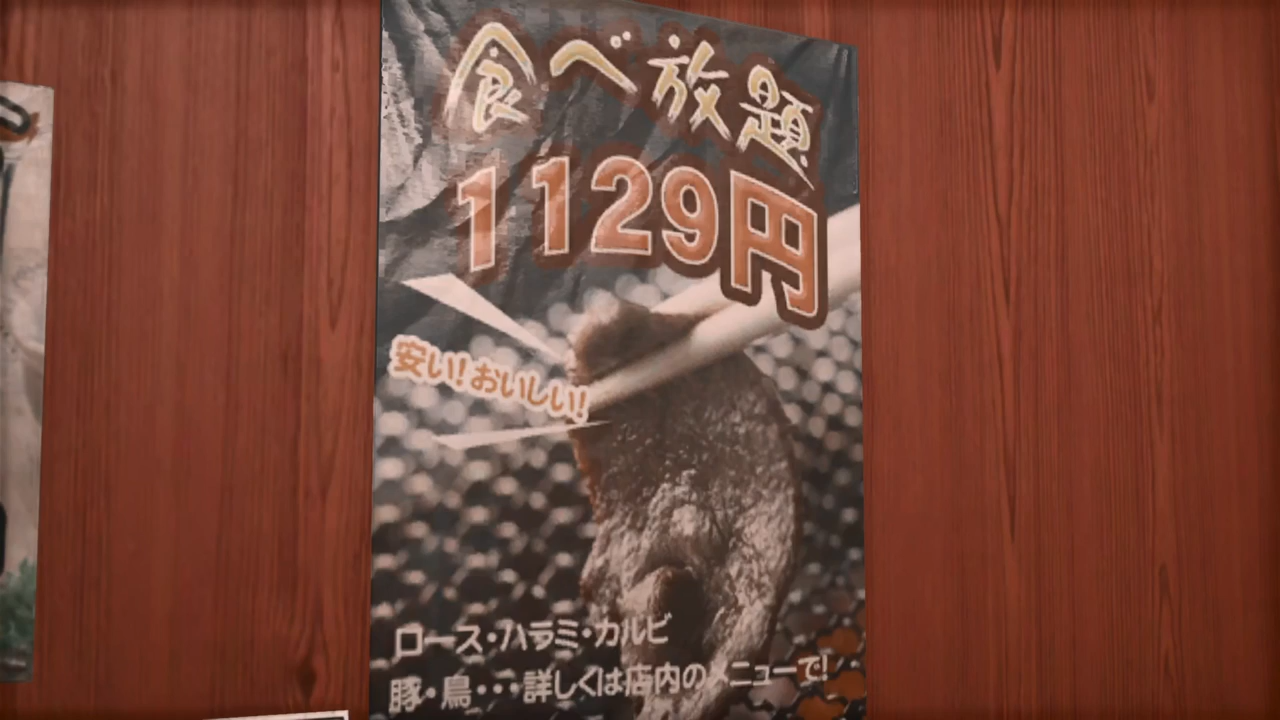 食べ放題
1129円
安い!おいしい!
ロース・ハラミ・カルビ
豚・鳥・・・詳しくは店内のメニューで!